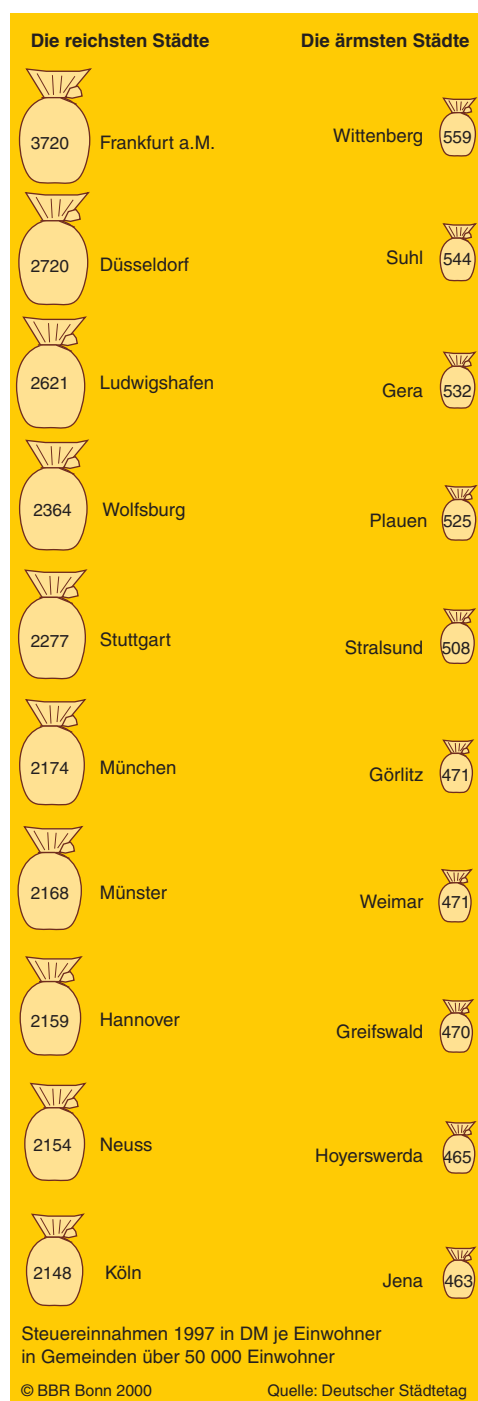 Die reichsten Städte
3720 Frankfurt a.M.
2720 Düsseldorf
2621 Ludwigshafen
2364 Wolfsburg
2277 Stuttgart
2174 München
2168 Münster
2159 Hannover
2154 Neuss
2148 Köln
Die ärmsten Städte
Wittenberg 559
Suhl 544
Gera 532
Plauen 525
Stralsund 508
Görlitz 471
Weimar 471
Greifswald 470
Hoyerswerda 465
Jena 463
Steuereinnahmen 1997 in DM je Einwohner
in Gemeinden über 50 000 Einwohner
© BBR Bonn 2000 Quelle: Deutscher Städtetag